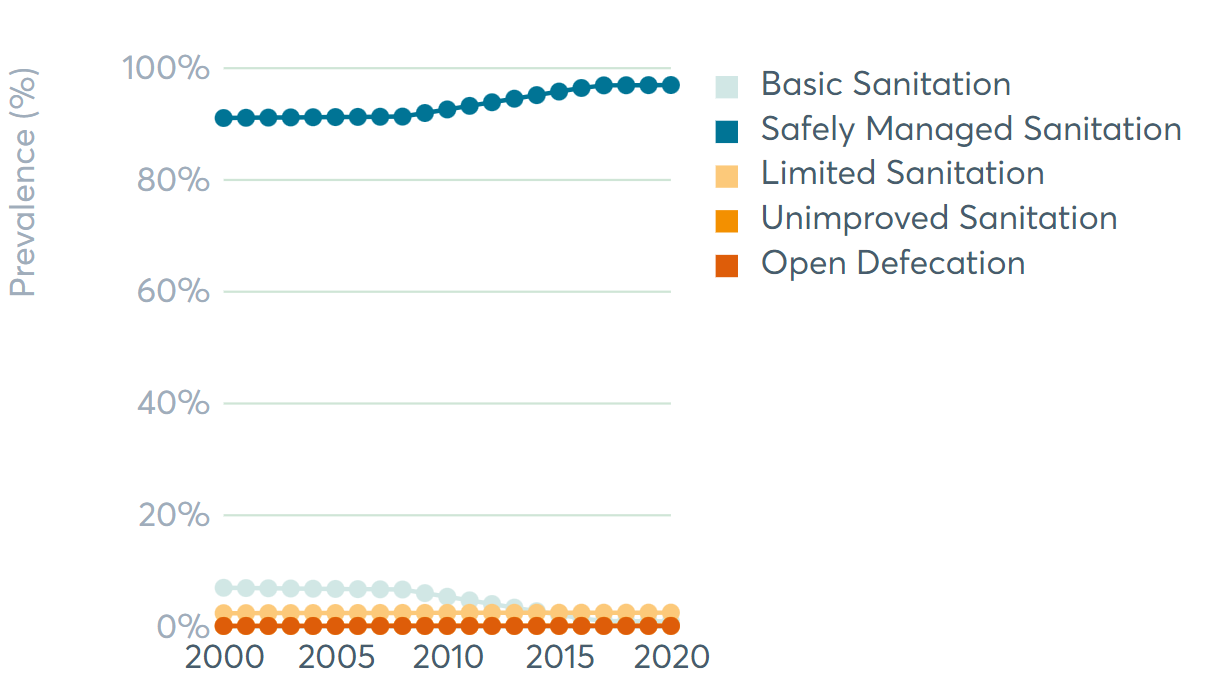 Prevalence (%)
100%
80%
60%
40%
20%
0%
2000 2005 2010 2015 2020
Basic Sanitation
Safely Managed Sanitation
Limited Sanitation
Unimproved Sanitation
Open Defecation